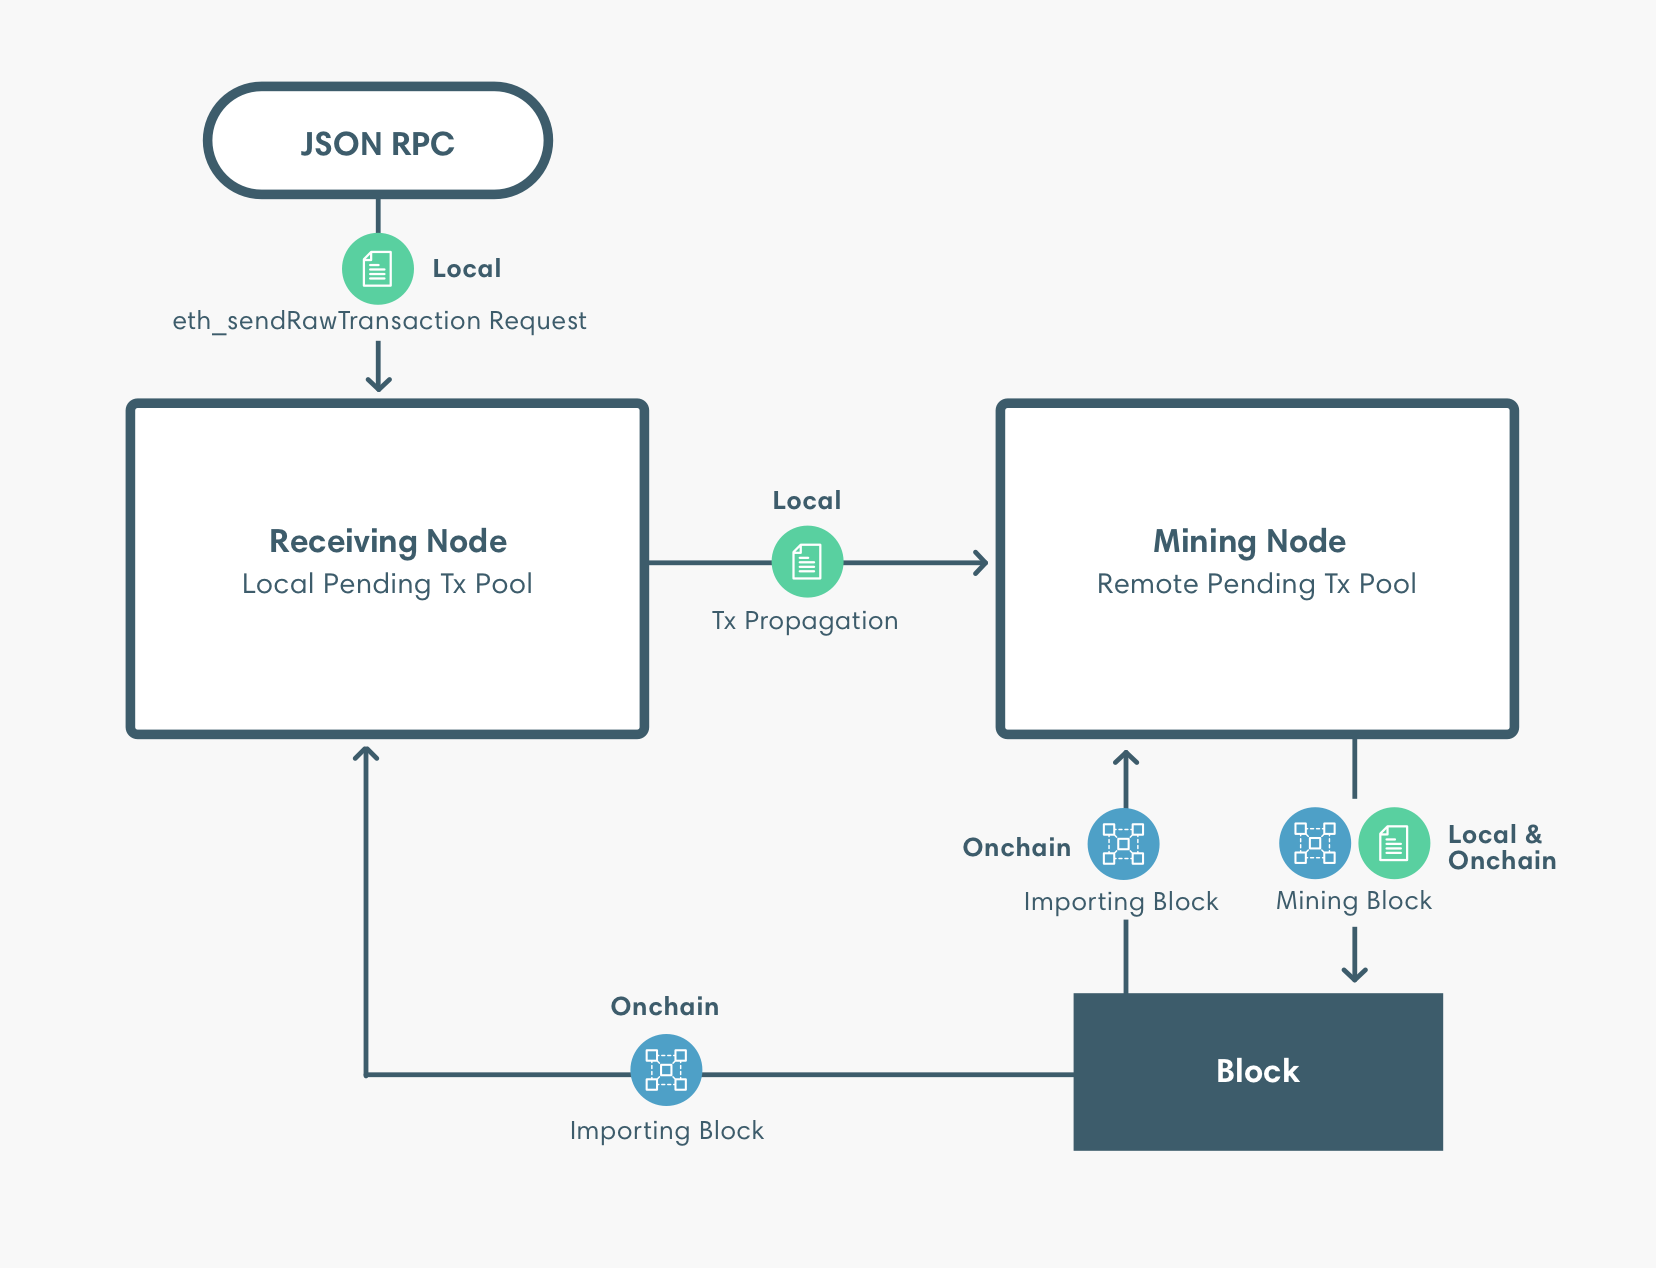 JSON RPC
Local
eth_sendRawTransaction Request
Receiving Node
Local Pending Tx Pool
Local
Tx Propagation
Mining Node
Remote Pending Tx Pool
Onchain
Importing Block
Local &
Onchain
Mining Block
Onchain
Importing Block
Block